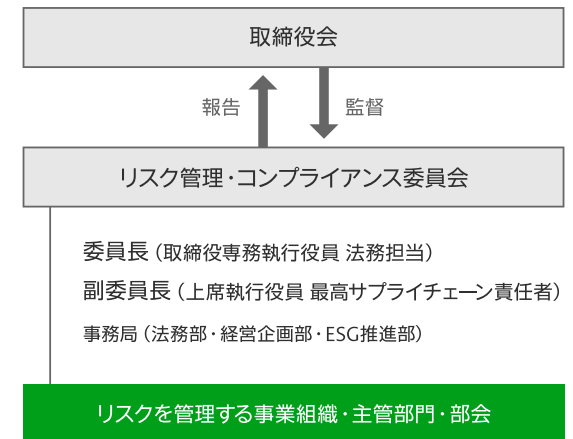 取締役会
報告
監督
リスク管理・コンプライアンス委員会
委員長（取締役専務執行役員 法務担当）
副委員長（上席執行役員 最高サプライチェーン責任者）
事務局（法務部・経営企画部・ESG推進部）
リスクを管理する事業組織・主管部門・部会